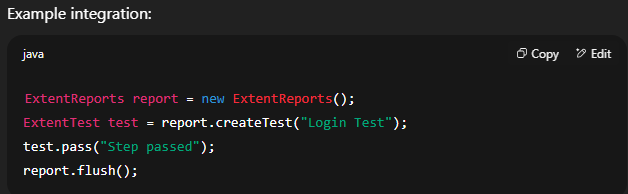 Example integration:
java Copy Edit
ExtentReports report = new ExtentReports();
ExtentTest test = report.createTest("Login Test");
test.pass("Step passed");
report.flush();